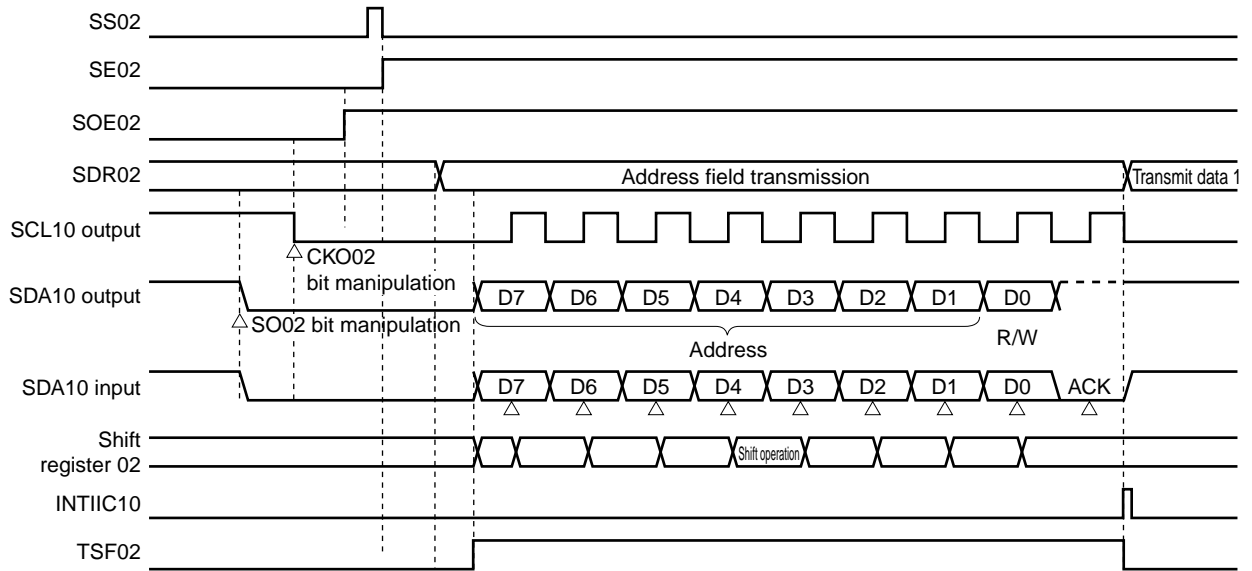 SS02
SE02
SOE02
SDR02
Address field transmission
Transmit data 1
SCL10 output
CKO02
bit manipulation
SDA10 output
D7 D6 D5 D4 D3 D2 D1 D0
SO02 bit manipulation
Address
R/W
SDA10 input
D7 D6 D5 D4 D3 D2 D1 D0 ACK
Shift
register 02
Shift operation
INTIIC10
TSF02